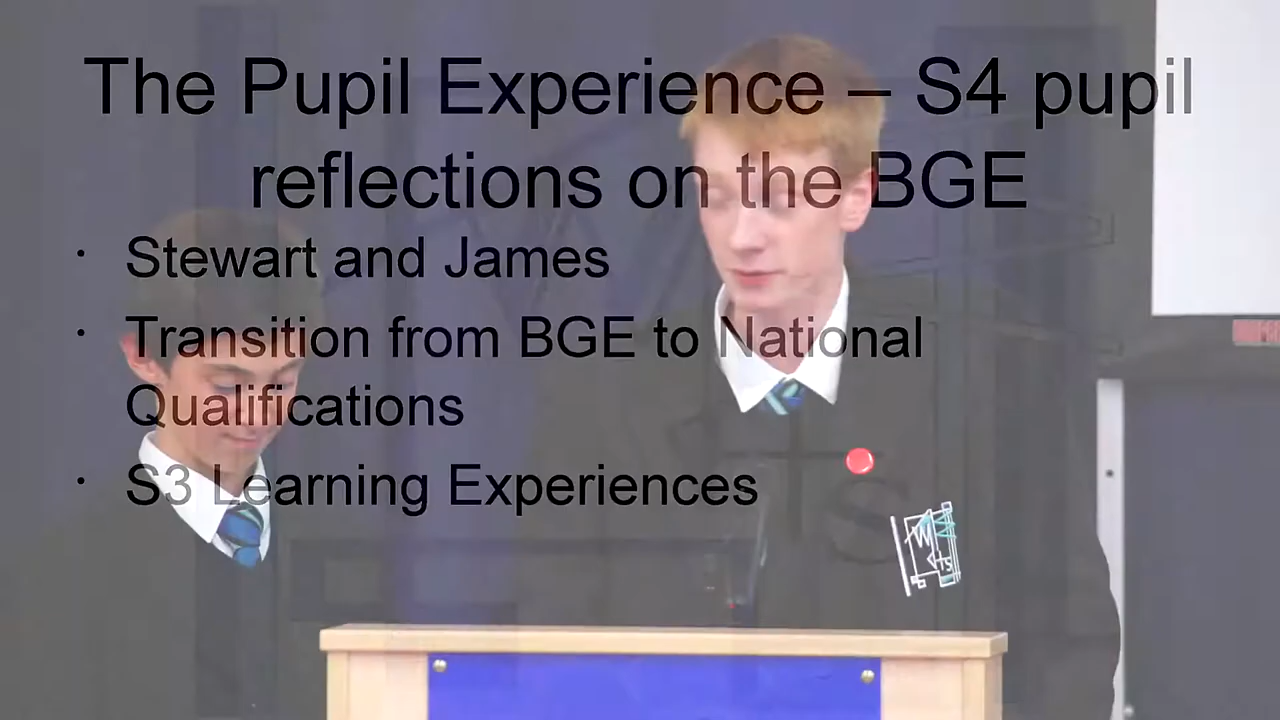 The Pupil Experience – S4 pupil
reflections on the BGE
· Stewart and James
· Transition from BGE to National
Qualifications
· S3 Learning Experiences